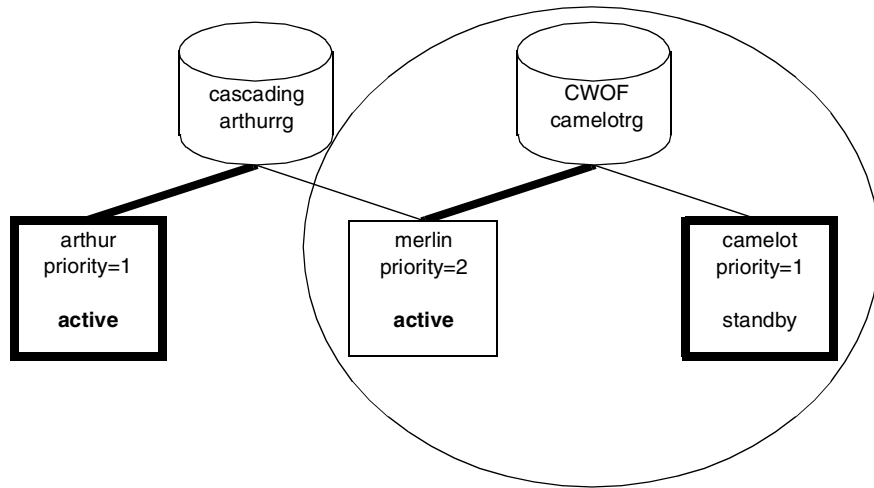 cascading
arthurrg
CWOF
camelotrg
arthur
priority=1
active
merlin
priority=2
active
camelot
priority=1
standby